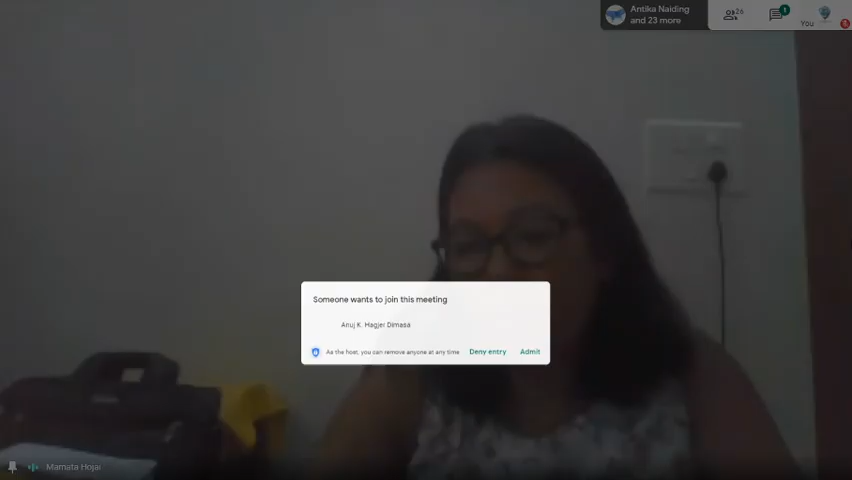 Antika Naiding
and 23 more
26
1
You
Someone wants to join this meeting
Anuj K. Hagjer Dimasa
As the host, you can remove anyone at any time
Deny entry
Admit
Mamata Hojai